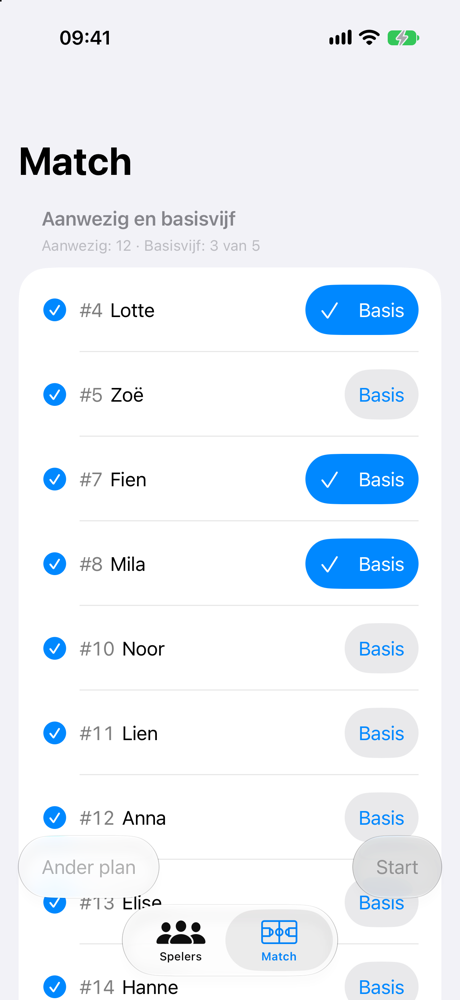 09:41
Match
Aanwezig en basisvijf
Aanwezig: 12 · Basisvijf: 3 van 5
#4 Lotte Basis
#5 Zoë Basis
#7 Fien Basis
#8 Mila Basis
#10 Noor Basis
#11 Lien Basis
#12 Anna Basis
Ander plan Start
#13 Elise Basis
Spelers Match
#14 Hanne Basis